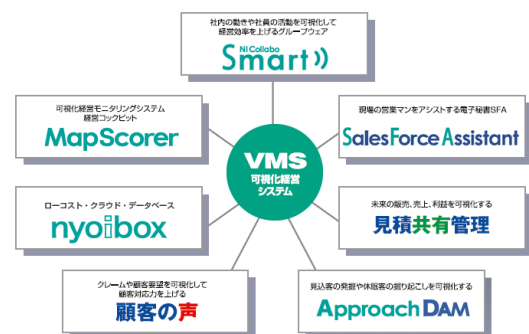 社内の動きや社員の活動を可視化して
経営効率を上げるグループウェア
NI Collabo
Smart
可視化経営モニタリングシステム
経営コックピット
MapScorer
現場の営業マンをアシストする電子秘書SFA
SalesForce Assistant
VMS
可視化経営
システム
ローコスト・クラウド・データベース
nyoibox
未来の販売、売上、利益を可視化する
見積共有管理
クレームや顧客要望を可視化して
顧客対応力を上げる
顧客の声
見込客の発掘や休眠客の掘り起こしを可視化する
Approach DAM